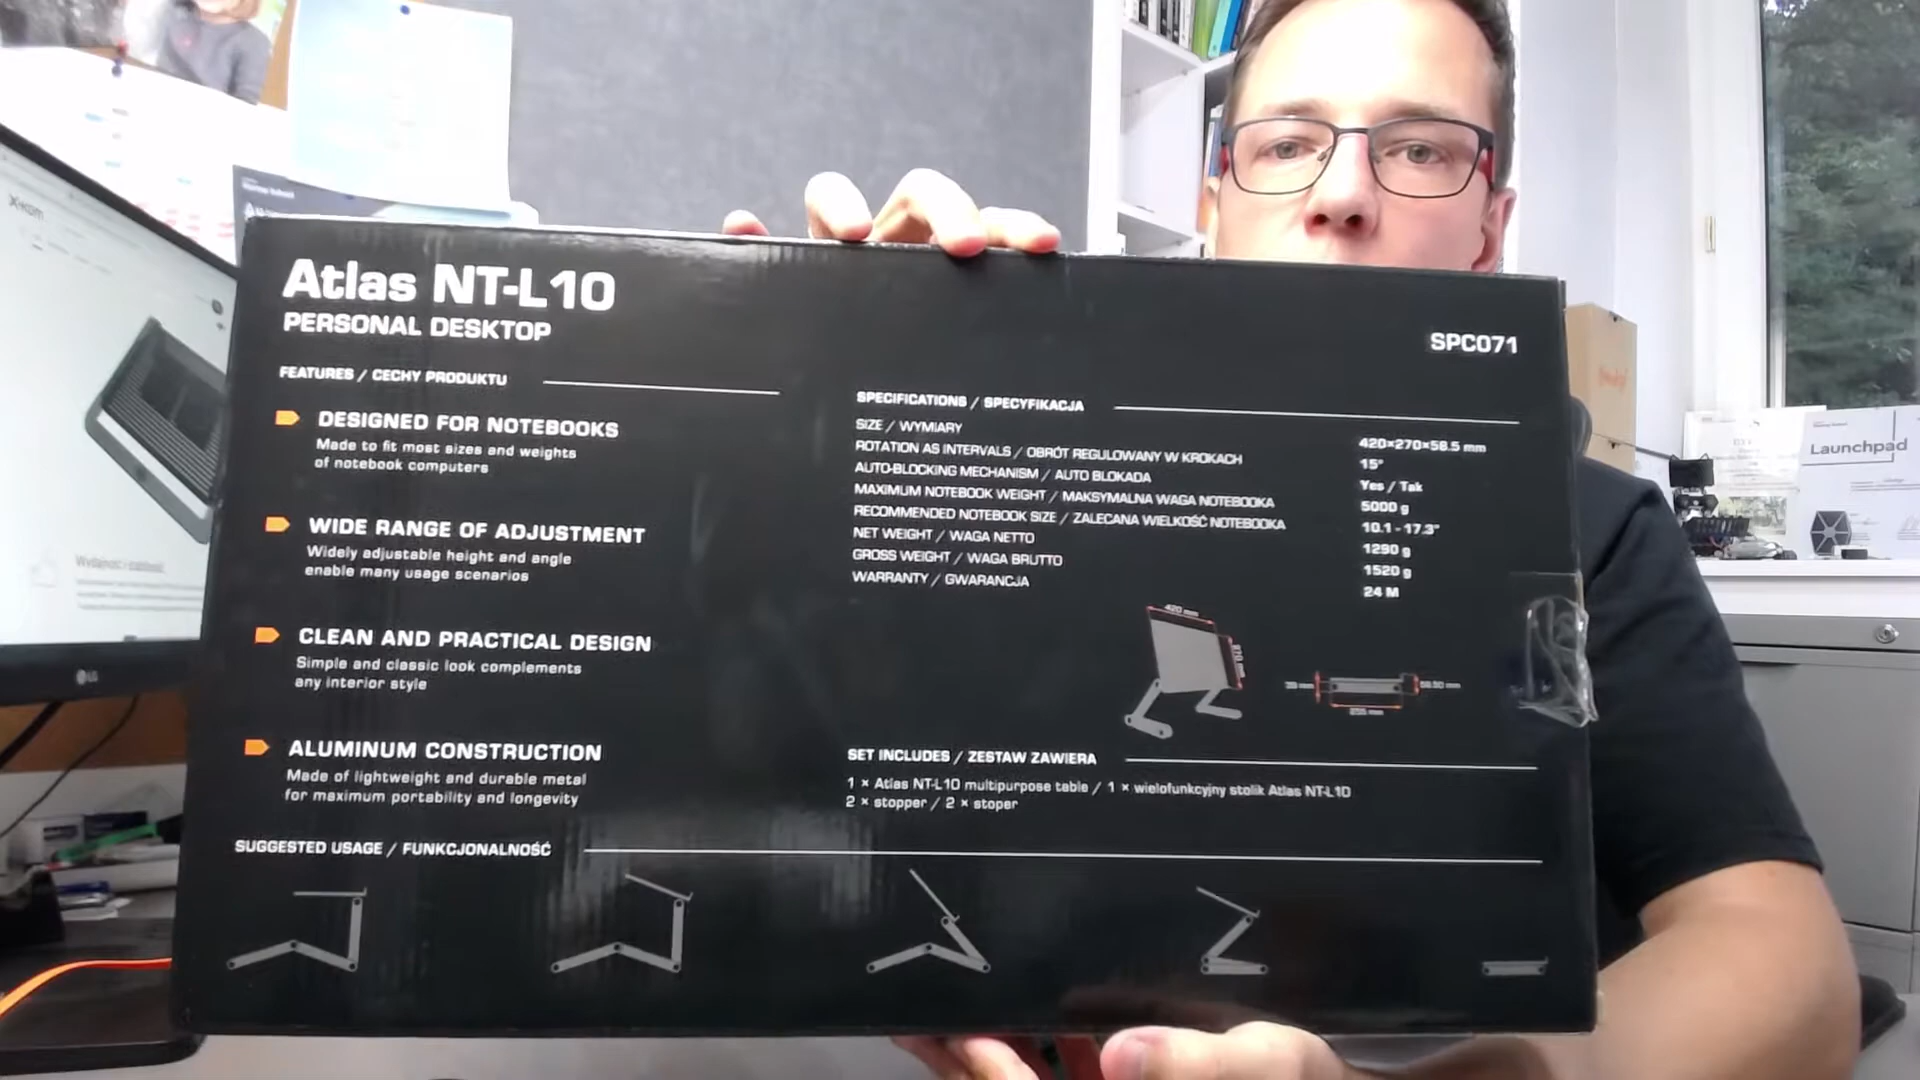 x-kom
Wydajność i stabilność
LG
Atlas NT-L10
PERSONAL DESKTOP
SPC071
FEATURES / CECHY PRODUKTU
DESIGNED FOR NOTEBOOKS
Made to fit most sizes and weights
of notebook computers
WIDE RANGE OF ADJUSTMENT
Widely adjustable height and angle
enable many usage scenarios
CLEAN AND PRACTICAL DESIGN
Simple and classic look complements
any interior style
ALUMINUM CONSTRUCTION
Made of lightweight and durable metal
for maximum portability and longevity
SPECIFICATIONS / SPECYFIKACJA
SIZE / WYMIARY 420×270×58.5 mm
ROTATION AS INTERVALS / OBRÓT REGULOWANY W KROKACH 15°
AUTO-BLOCKING MECHANISM / AUTO BLOKADA Yes / Tak
MAXIMUM NOTEBOOK WEIGHT / MAKSYMALNA WAGA NOTEBOOKA 5000 g
RECOMMENDED NOTEBOOK SIZE / ZALECANA WIELKOŚĆ NOTEBOOKA 10.1 - 17.3"
NET WEIGHT / WAGA NETTO 1290 g
GROSS WEIGHT / WAGA BRUTTO 1520 g
WARRANTY / GWARANCJA 24 M
420 mm
270 mm
SET INCLUDES / ZESTAW ZAWIERA
1 × Atlas NT-L10 multipurpose table / 1 × wielofunkcyjny stolik Atlas NT-L10
2 × stopper / 2 × stoper
SUGGESTED USAGE / FUNKCJONALNOŚĆ
Launchpad